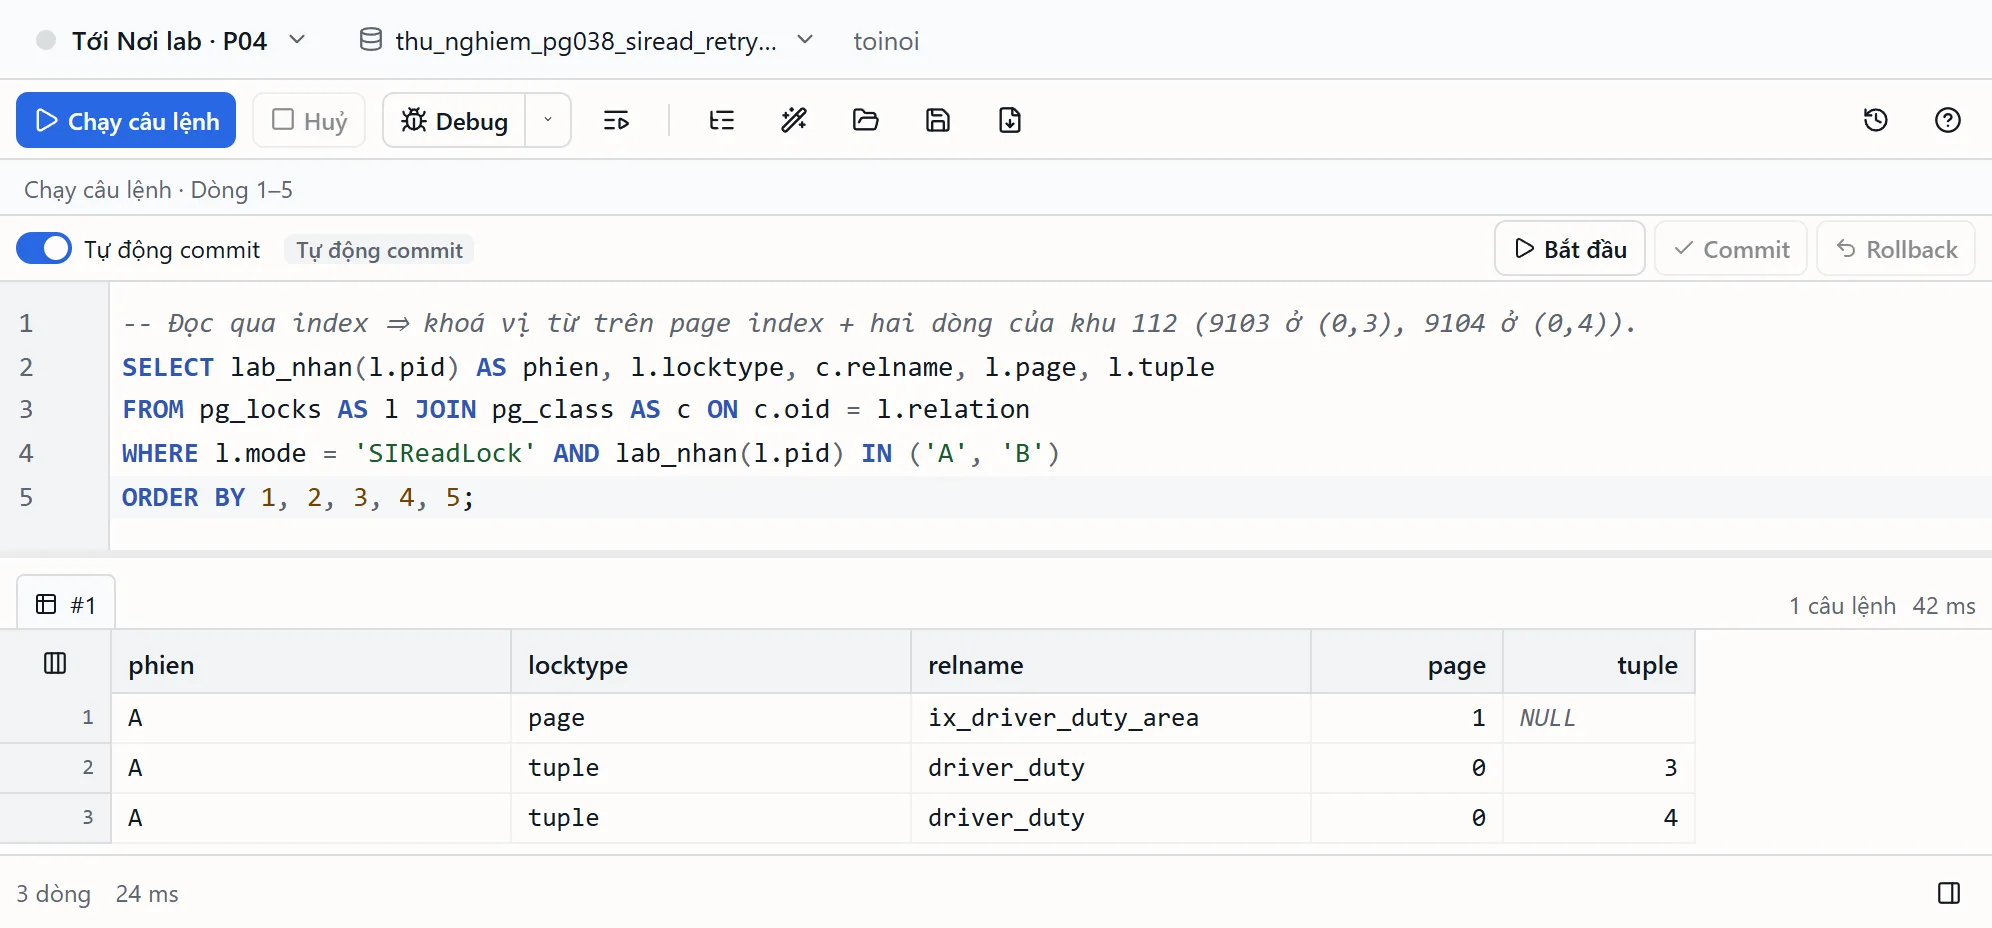 Tới Nơi lab · P04 thu_nghiem_pg038_siread_retry... toinoi
Chạy câu lệnh Huỷ Debug
Chạy câu lệnh · Dòng 1–5
Tự động commit Tự động commit Bắt đầu Commit Rollback
1 -- Đọc qua index => khoá vị từ trên page index + hai dòng của khu 112 (9103 ở (0,3), 9104 ở (0,4)).
2 SELECT lab_nhan(l.pid) AS phien, l.locktype, c.relname, l.page, l.tuple
3 FROM pg_locks AS l JOIN pg_class AS c ON c.oid = l.relation
4 WHERE l.mode = 'SIReadLock' AND lab_nhan(l.pid) IN ('A', 'B')
5 ORDER BY 1, 2, 3, 4, 5;
#1 1 câu lệnh 42 ms
phien locktype relname page tuple
1 A page ix_driver_duty_area 1 NULL
2 A tuple driver_duty 0 3
3 A tuple driver_duty 0 4
3 dòng 24 ms